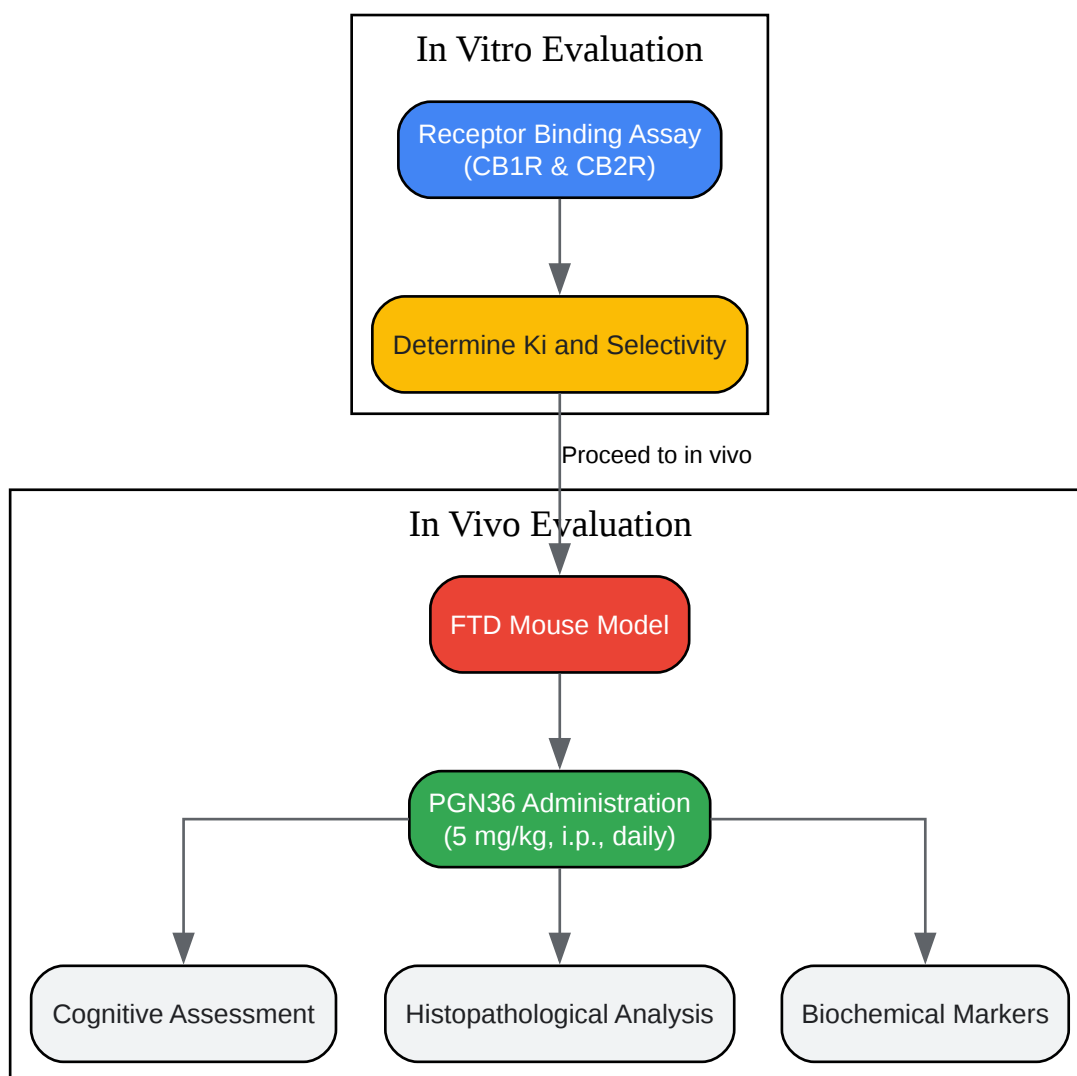 In Vitro Evaluation
Receptor Binding Assay
(CB1R & CB2R)
Determine Ki and Selectivity
Proceed to in vivo
In Vivo Evaluation
FTD Mouse Model
PGN36 Administration
(5 mg/kg, i.p., daily)
Cognitive Assessment
Histopathological Analysis
Biochemical Markers